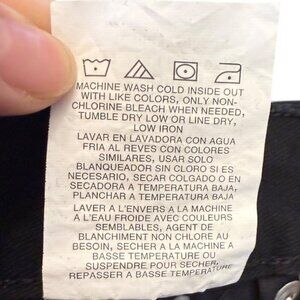 MACHINE WASH COLD INSIDE OUT
WITH LIKE COLORS, ONLY NON-
CHLORINE BLEACH WHEN NEEDED,
TUMBLE DRY LOW OR LINE DRY,
LOW IRON
LAVAR EN LAVADORA CON AGUA
FRIA AL REVES CON COLORES
SIMILARES, USAR SOLO
BLANQUEADOR SIN CLORO SI ES
NECESARIO, SECAR COLGADO O EN
SECADORA A TEMPERATURA BAJA,
PLANCHAR A TEMPERATURA BAJA
LAVER A L'ENVERS A LA MACHINE
A L'EAU FROIDE AVEC COULEURS
SEMBLABLES, AGENT DE
BLANCHIMENT NON CHLORE AU
BESOIN, SECHER A LA MACHINE A
BASSE TEMPERATURE OU
SUSPENDRE POUR SECHER,
REPASSER A BASSE TEMPERATURE